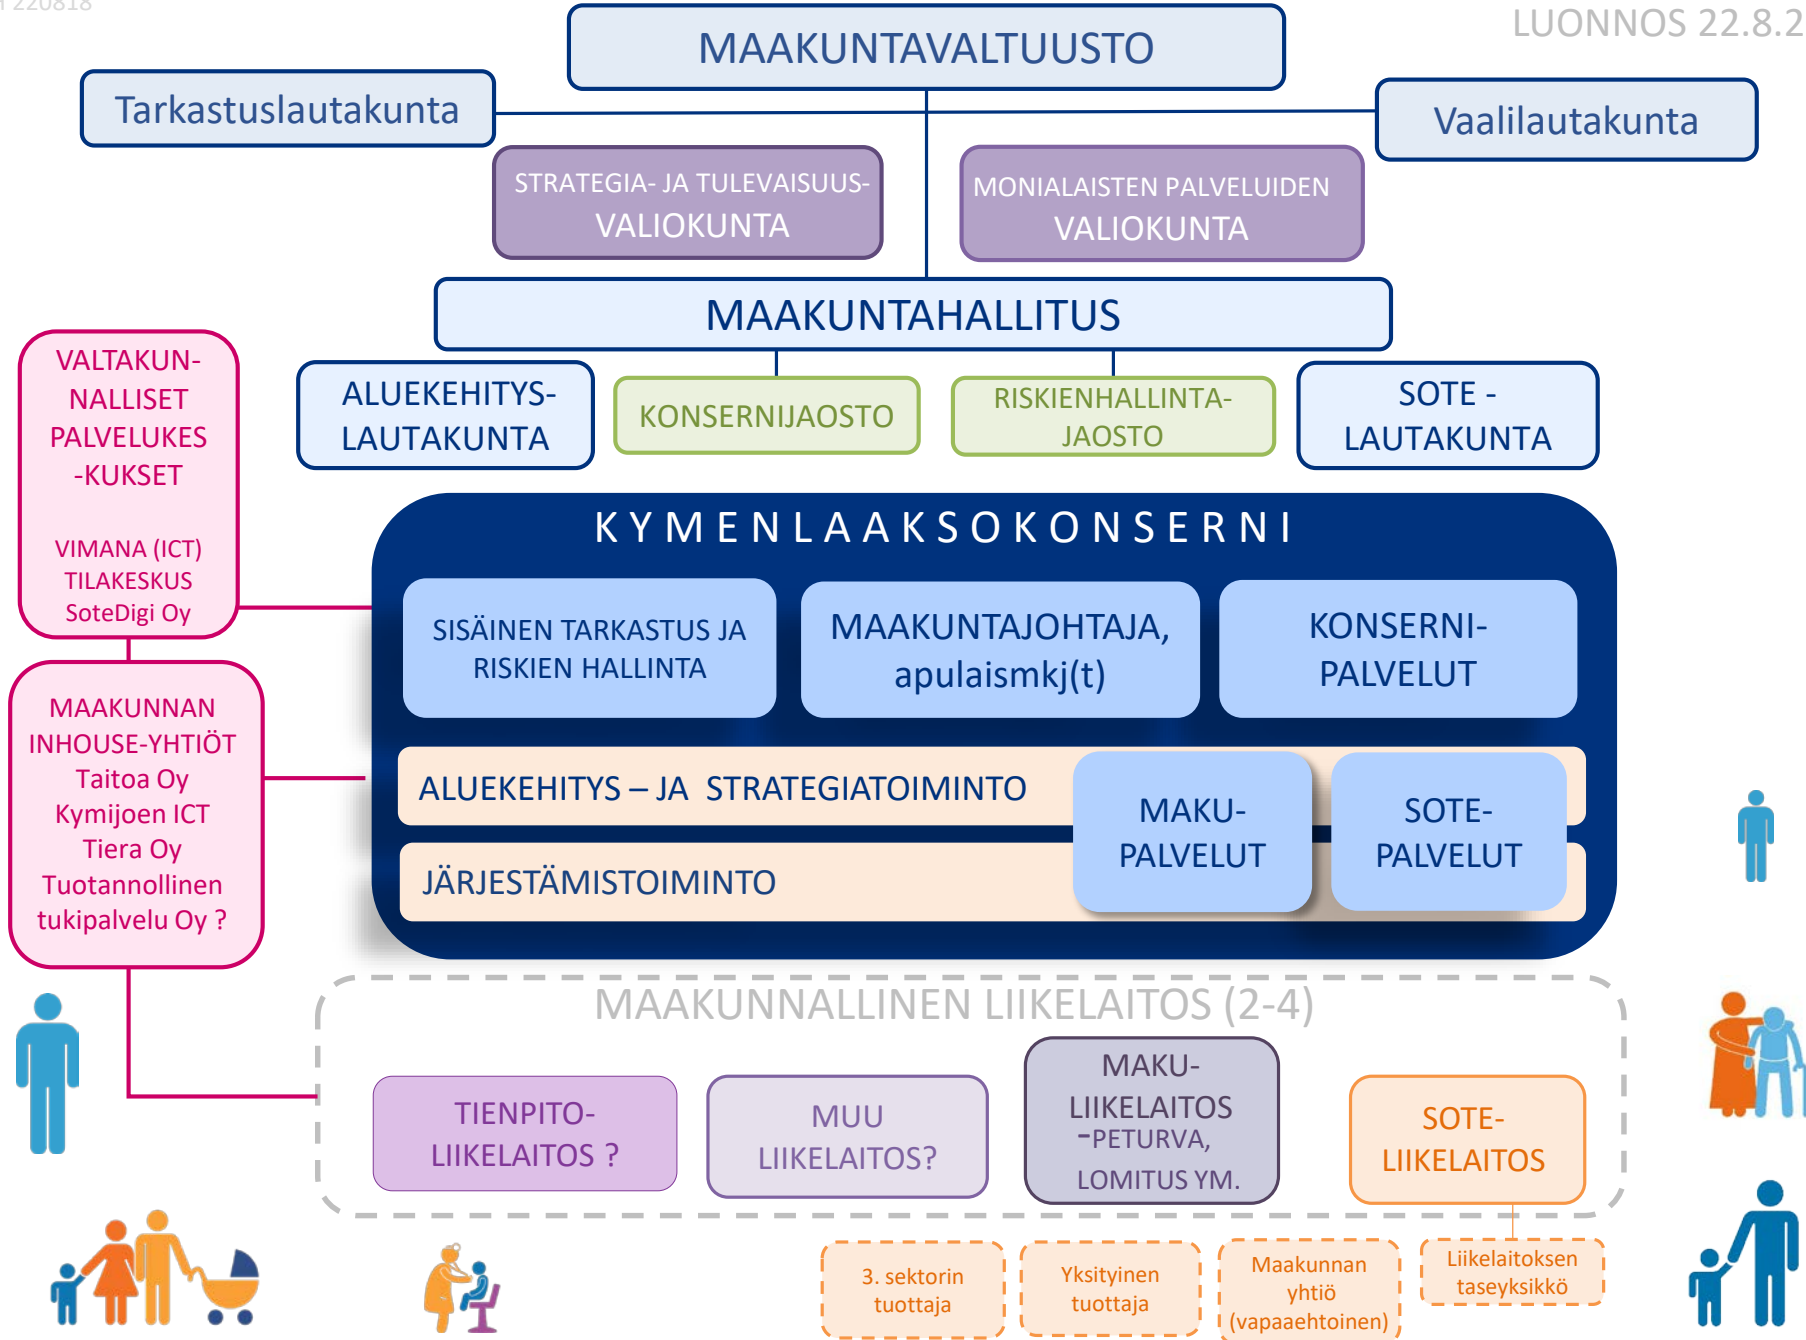 220818
LUONNOS 22.8.2
MAAKUNTAVALTUUSTO
Tarkastuslautakunta
Vaalilautakunta
STRATEGIA- JA TULEVAISUUS-
VALIOKUNTA
MONIALAISTEN PALVELUIDEN
VALIOKUNTA
MAAKUNTAHALLITUS
VALTAKUN-
NALLISET
PALVELUKES
-KUKSET
VIMANA (ICT)
TILAKESKUS
SoteDigi Oy
ALUEKEHITYS-
LAUTAKUNTA
KONSERNIJAOSTO
RISKIENHALLINTA-
JAOSTO
SOTE -
LAUTAKUNTA
KYMENLAAKSOKONSERNI
SISÄINEN TARKASTUS JA
RISKIEN HALLINTA
MAAKUNTAJOHTAJA,
apulaismkj(t)
KONSERNI-
PALVELUT
MAAKUNNAN
INHOUSE-YHTIÖT
Taitoa Oy
Kymijoen ICT
Tiera Oy
Tuotannollinen
tukipalvelu Oy ?
ALUEKEHITYS – JA STRATEGIATOIMINTO
JÄRJESTÄMISTOIMINTO
MAKU-
PALVELUT
SOTE-
PALVELUT
MAAKUNNALLINEN LIIKELAITOS (2-4)
TIENPITO-
LIIKELAITOS ?
MUU
LIIKELAITOS?
MAKU-
LIIKELAITOS
-PETURVA,
LOMITUS YM.
SOTE-
LIIKELAITOS
3. sektorin
tuottaja
Yksityinen
tuottaja
Maakunnan
yhtiö
(vapaaehtoinen)
Liikelaitoksen
taseyksikkö